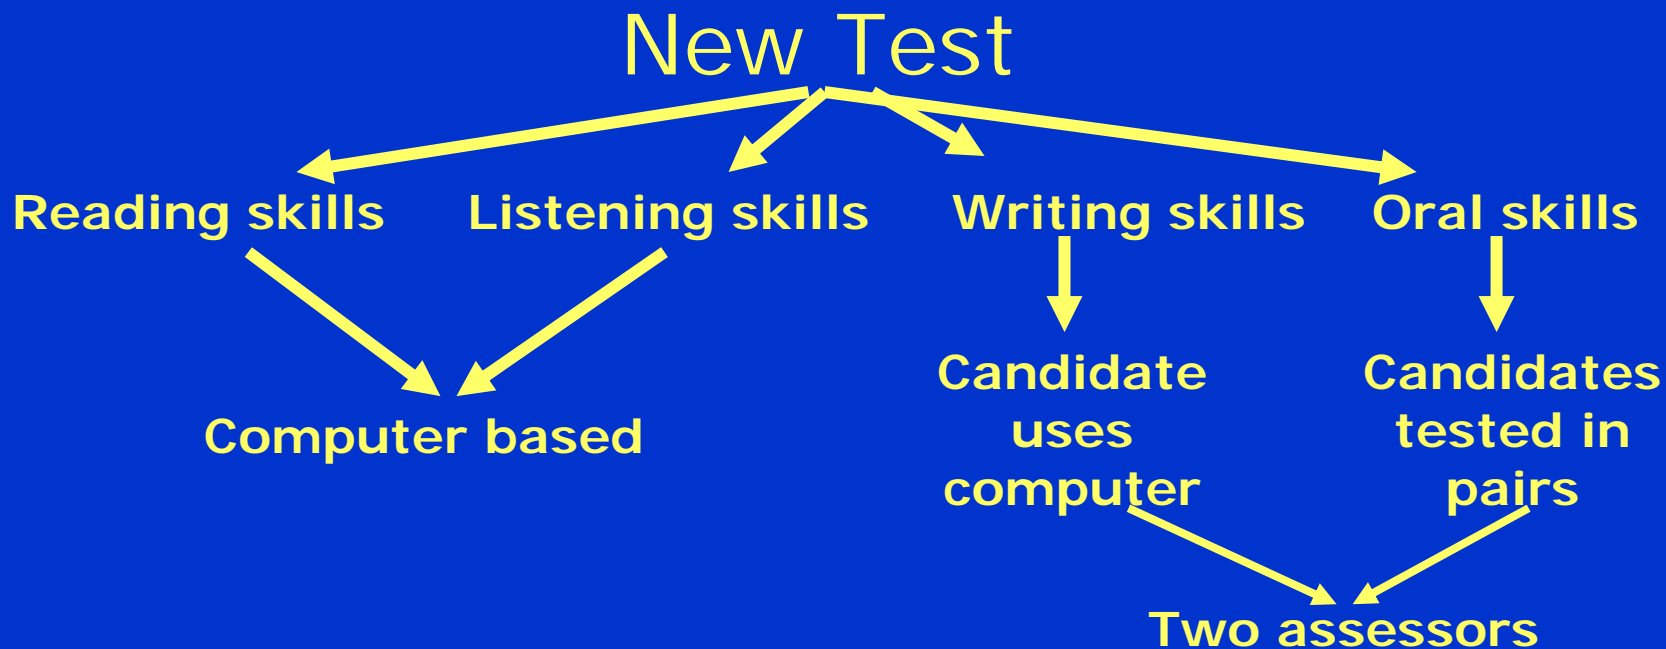 New Test
Reading skills Listening skills Writing skills Oral skills
Computer based
Candidate
uses
computer
Candidates
tested in
pairs
Two assessors